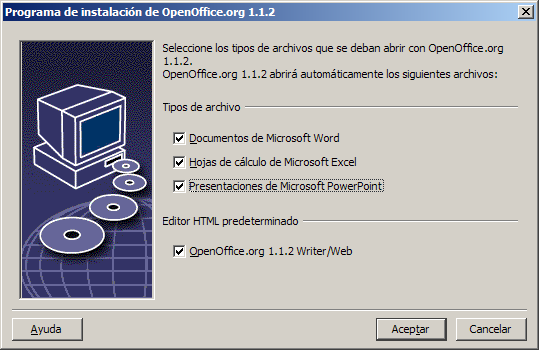 Programa de instalación de OpenOffice.org 1.1.2
Seleccione los tipos de archivos que se deban abrir con OpenOffice.org
1.1.2.
OpenOffice.org 1.1.2 abrirá automáticamente los siguientes archivos:
Tipos de archivo
Documentos de Microsoft Word
Hojas de cálculo de Microsoft Excel
Presentaciones de Microsoft PowerPoint
Editor HTML predeterminado
OpenOffice.org 1.1.2 Writer/Web
Ayuda
Aceptar
Cancelar